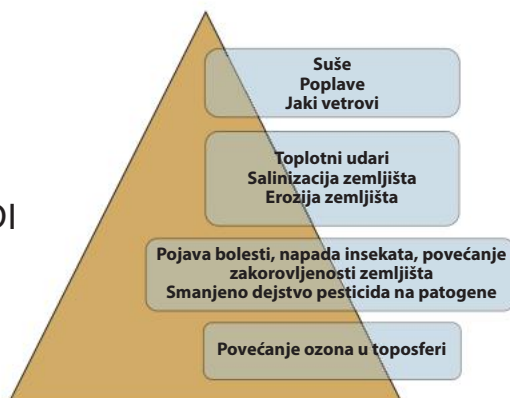 Suše
Poplave
Jaki vetrovi
Toplotni udari
Salinizacija zemljišta
Erozija zemljišta
DI
Pojava bolesti, napada insekata, povećanje
zakorovljenosti zemljišta
Smanjeno dejstvo pesticida na patogene
Povećanje ozona u toposferi